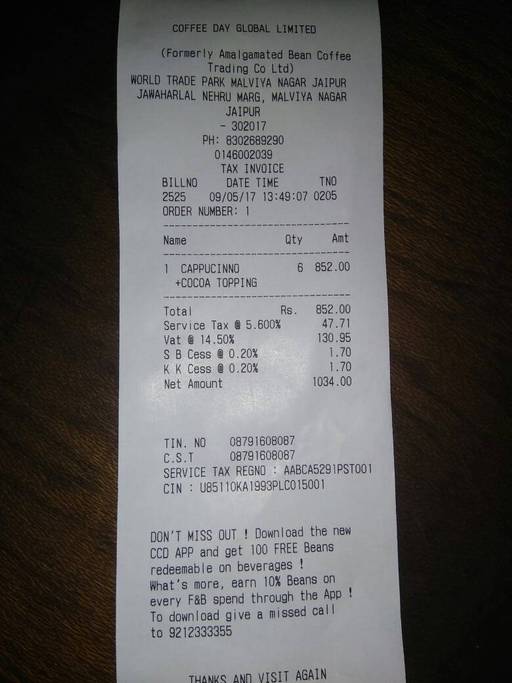 COFFEE DAY GLOBAL LIMITED
(Formerly Amalgamated Bean Coffee
Trading Co Ltd)
WORLD TRADE PARK MALVIYA NAGAR JAIPUR
JAWAHARLAL NEHRU MARG, MALVIYA NAGAR
JAIPUR
- 302017
PH: 8302689290
0146002039
TAX INVOICE
BILLNO DATE TIME TNO
2525 09/05/17 13:49:07 0205
ORDER NUMBER: 1
Name Qty Amt
1 CAPPUCINNO 6 852.00
+COCOA TOPPING
Total Rs. 852.00
Service Tax @ 5.600% 47.71
Vat @ 14.50% 130.95
S B Cess @ 0.20% 1.70
K K Cess @ 0.20% 1.70
Net Amount 1034.00
TIN. NO 08791608087
C.S.T 08791608087
SERVICE TAX REGNO : AABCA5291PST001
CIN : U85110KA1993PLC015001
DON'T MISS OUT ! Download the new
CCD APP and get 100 FREE Beans
redeemable on beverages !
What's more, earn 10% Beans on
every F&B spend through the App !
To download give a missed call
to 9212333355
THANKS AND VISIT AGAIN